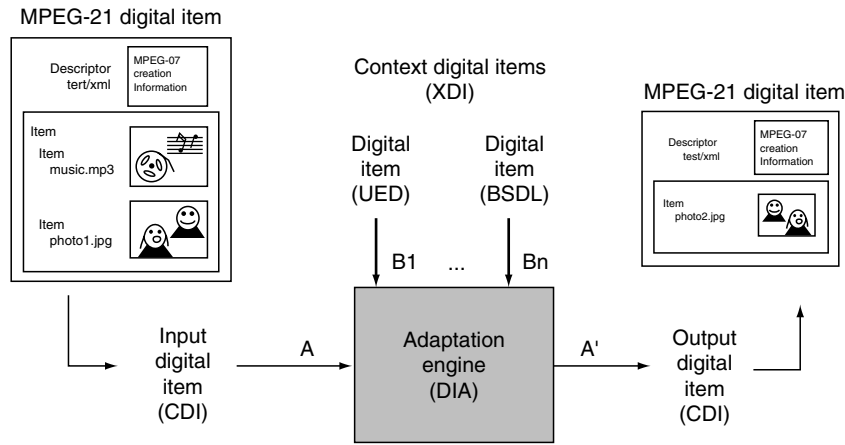 MPEG-21 digital item
Descriptor
tert/xml
MPEG-07
creation
Information
Item
Item
music.mp3
Item
photo1.jpg
Context digital items
(XDI)
Digital
item
(UED)
Digital
item
(BSDL)
B1
...
Bn
MPEG-21 digital item
Descriptor
test/xml
MPEG-07
creation
Information
Item
photo2.jpg
Input
digital
item
(CDI)
A
Adaptation
engine
(DIA)
A'
Output
digital
item
(CDI)